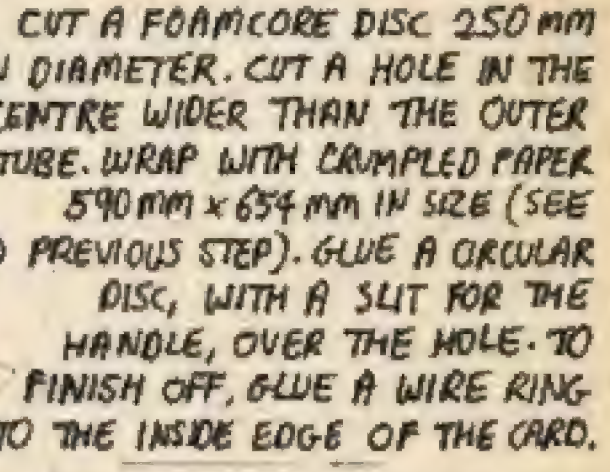 CUT A FOAMCORE DISC 250 mm
DIAMETER. CUT A HOLE IN THE
CENTRE WIDER THAN THE OUTER
TUBE. WRAP WITH CRUMPLED PAPER
590 mm x 654 mm IN SIZE (SEE
PREVIOUS STEP). GLUE A CIRCULAR
DISC, WITH A SLIT FOR THE
HANDLE, OVER THE HOLE. TO
FINISH OFF, GLUE A WIRE RING
TO THE INSIDE EDGE OF THE CARD.